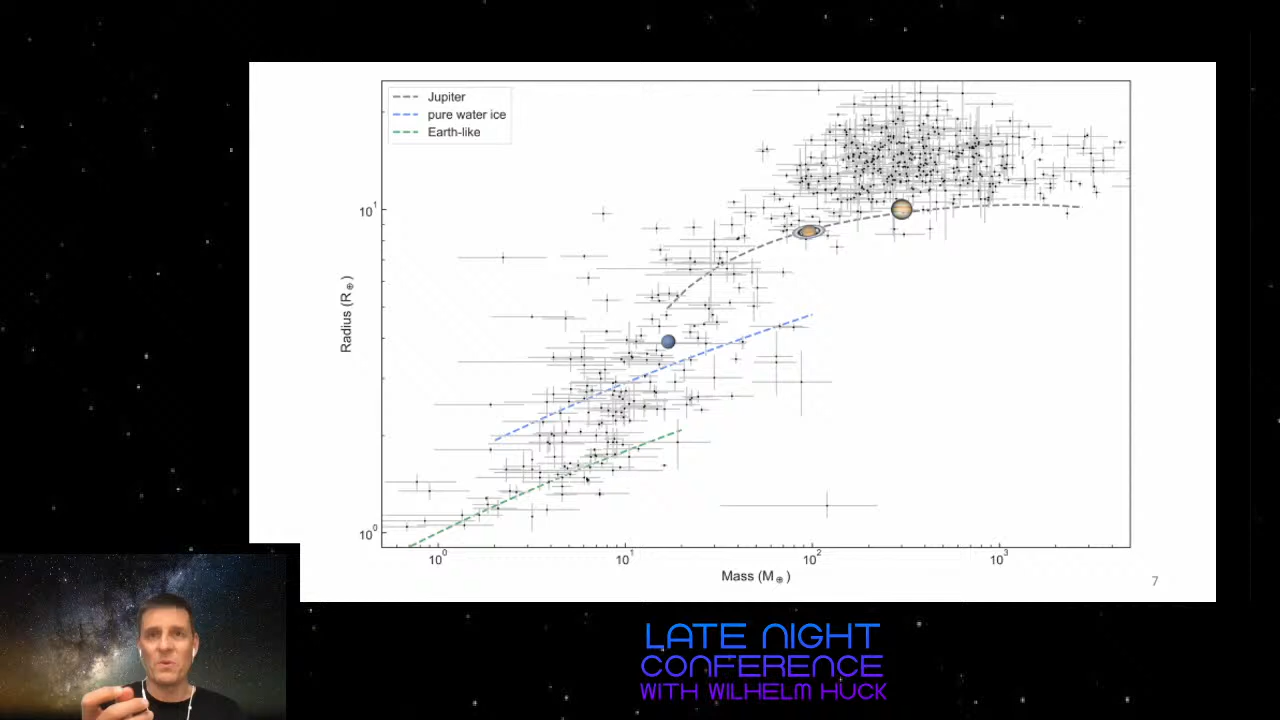 Jupiter
pure water ice
Earth-like
10¹
10⁰
Radius (R⊕)
10⁰ 10¹ 10² 10³
Mass (M⊕)
7
LATE NIGHT
CONFERENCE
WITH WILHELM HUCK